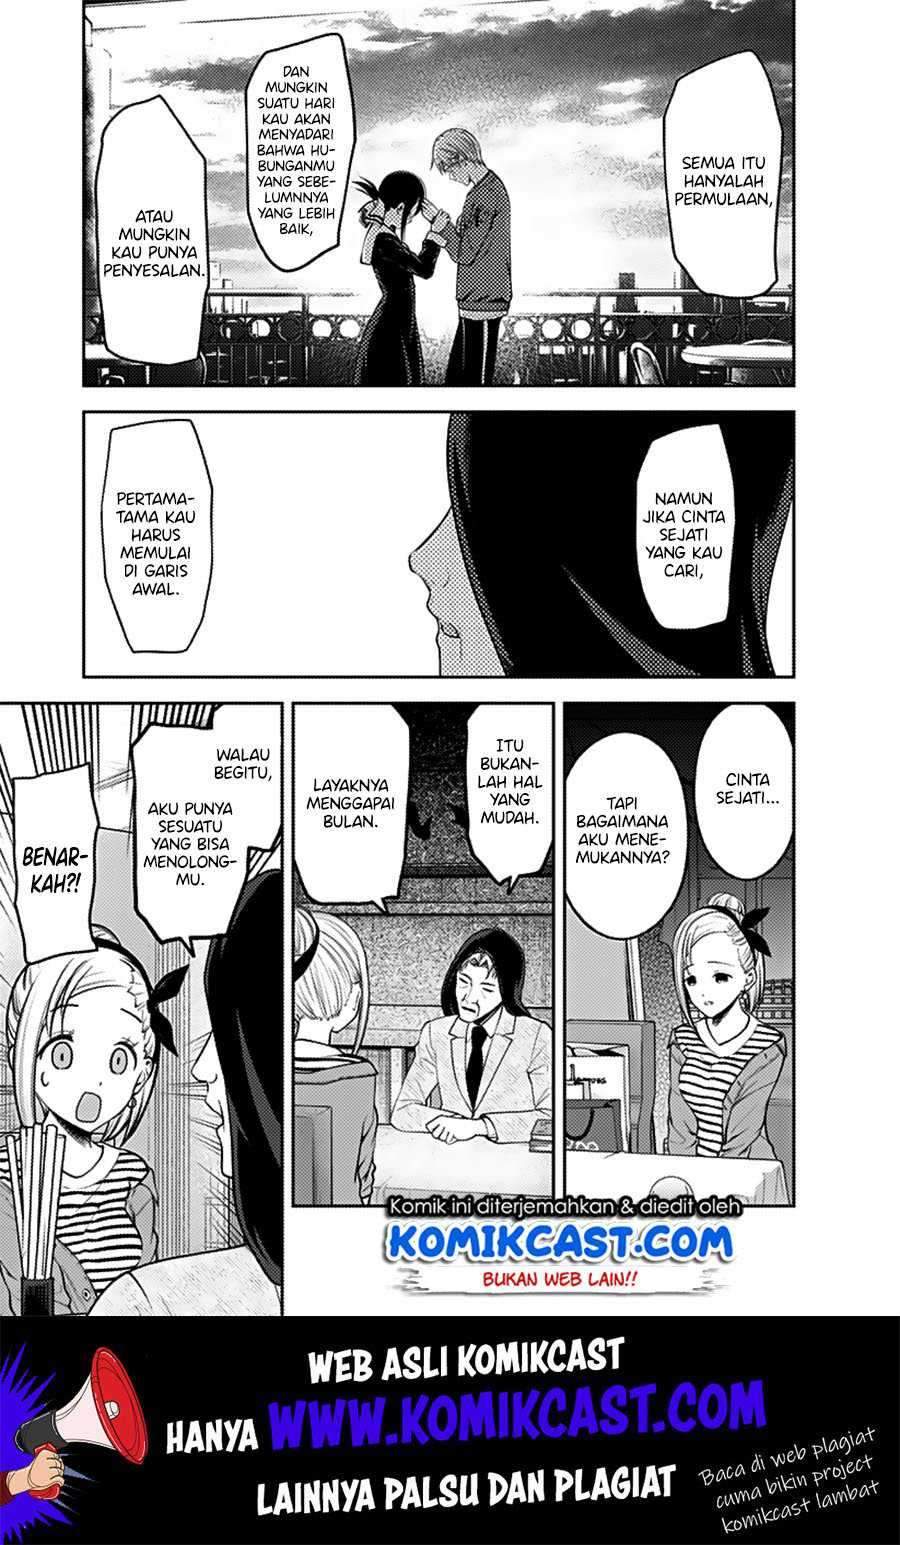 SEMUA ITU
HANYALAH
PERMULAAN,
DAN
MUNGKIN
SUATU HARI
KAU AKAN
MENYADARI
BAHWA HU-
BUNGANMU
YANG SEBE-
LUMNNYA
YANG LEBIH
BAIK,
ATAU
MUNGKIN
KAU PUNYA
PENYESALAN.
NAMUN
JIKA CINTA
SEJATI
YANG KAU
CARI,
PERTAMA-
TAMA KAU
HARUS
MEMULAI
DI GARIS
AWAL.
CINTA
SEJATI...
TAPI
BAGAIMANA
AKU MENE-
MUKANNYA?
ITU
BUKAN-
LAH HAL
YANG
MUDAH.
LAYAKNYA
MENGGAPAI
BULAN.
WALAU
BEGITU,
AKU PUNYA
SESUATU
YANG BISA
MENOLONG-
MU.
BENAR-
KAH?!
Komik ini diterjemahkan & diedit oleh
KOMIKCAST.COM
BUKAN WEB LAIN!!
WEB ASLI KOMIKCAST
HANYA WWW.KOMIKCAST.COM
LAINNYA PALSU DAN PLAGIAT
Baca di web plagiat
cuma bikin project
komikcast lambat